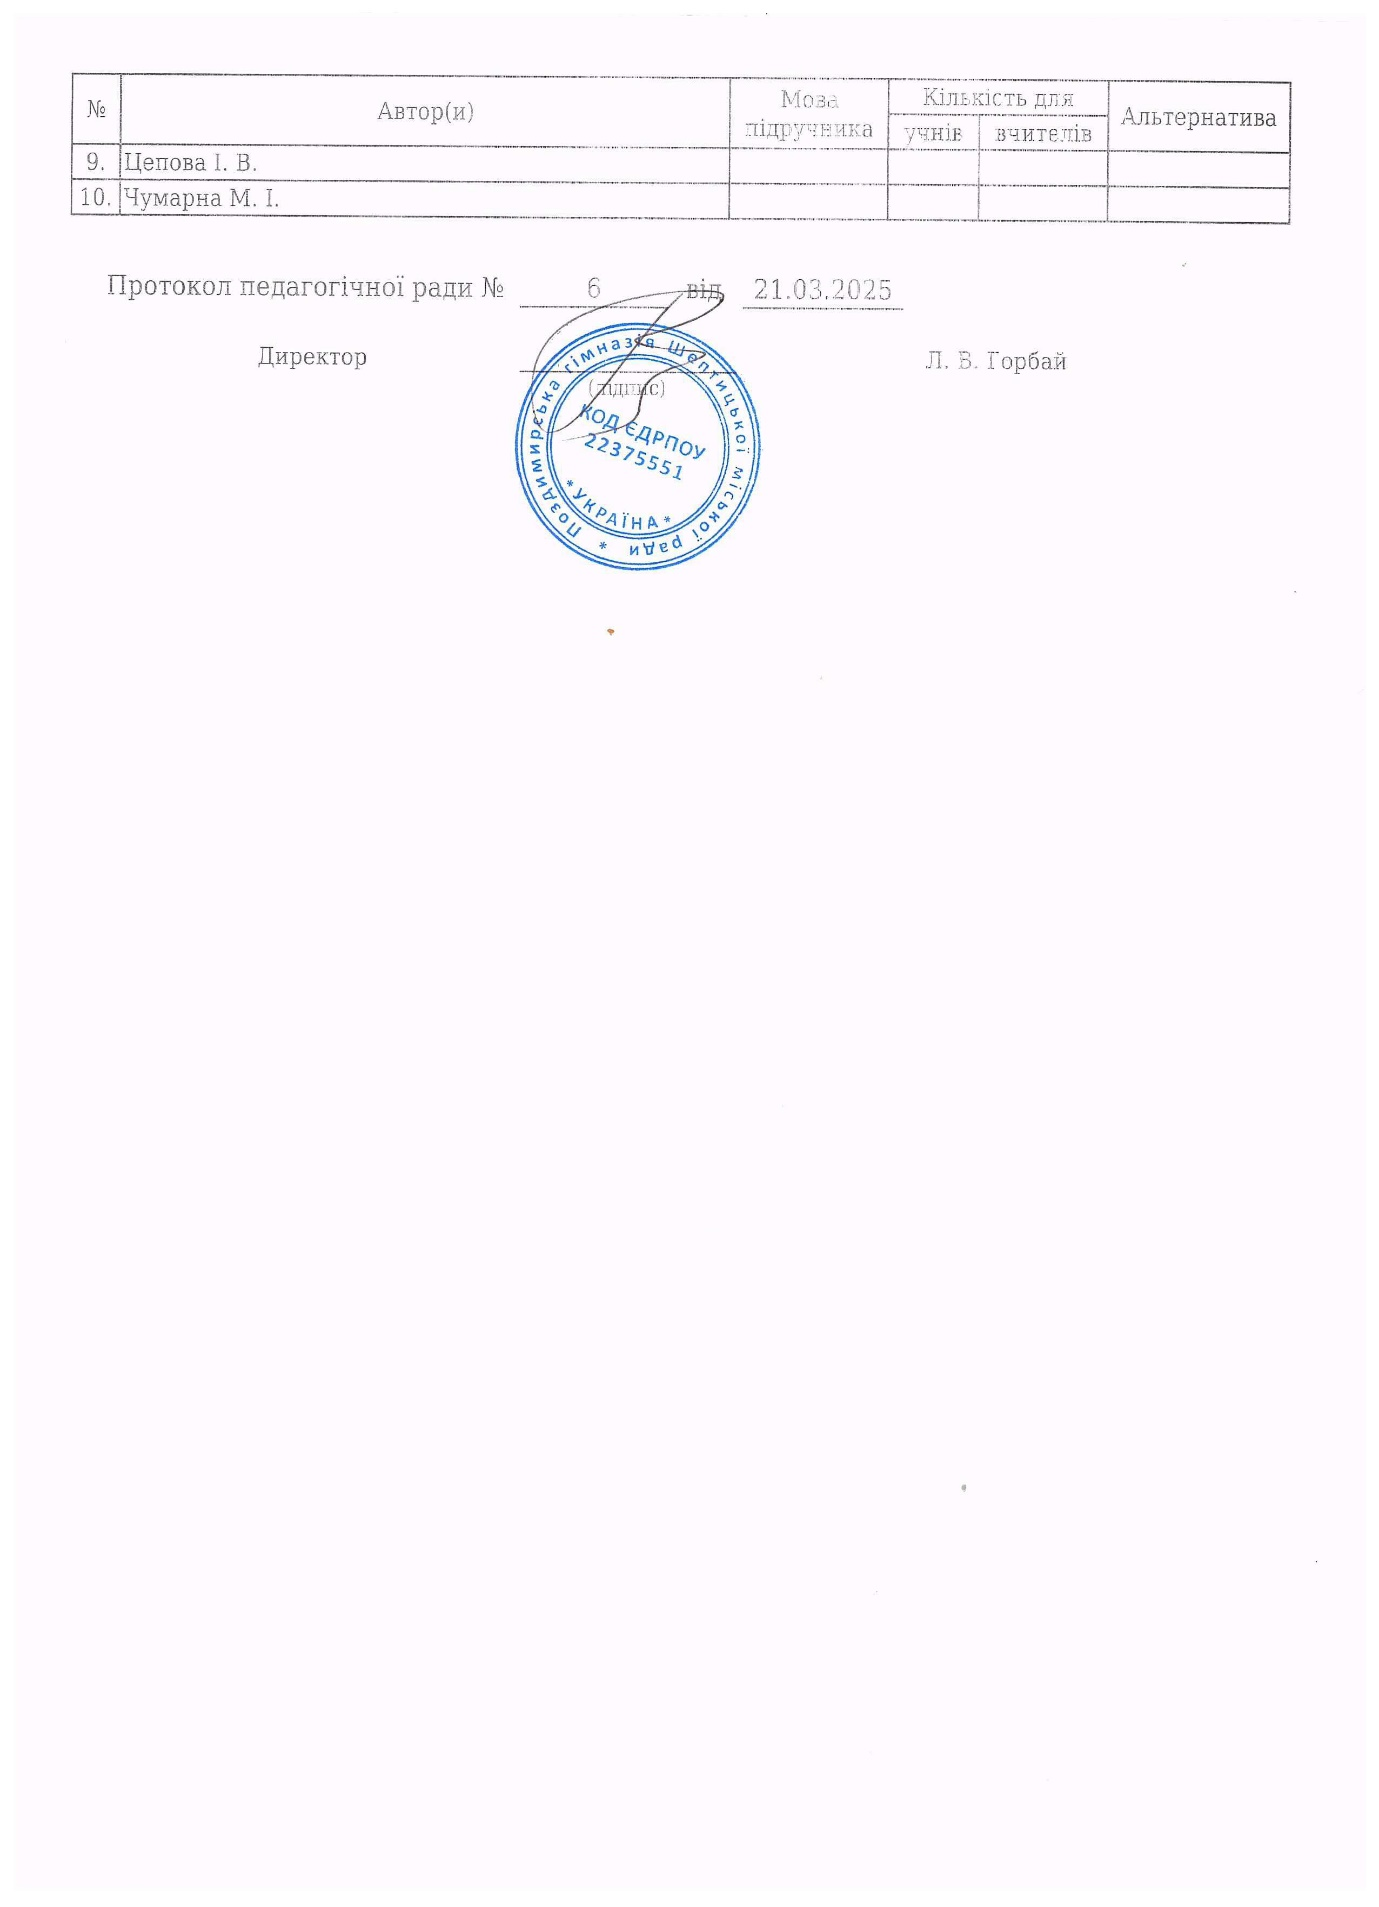 № Автор(и) Мова підручника Кількість для учнів вчителів Альтернатива
9. Цепова І. В.
10. Чумарна М. І.
Протокол педагогічної ради № 6 від 21.03.2025
Директор Л. В. Горбай
(підпис)
Поздимирська гімназія Шептицької міської ради *
КОД ЄДРПОУ
22375551
*УКРАЇНА*